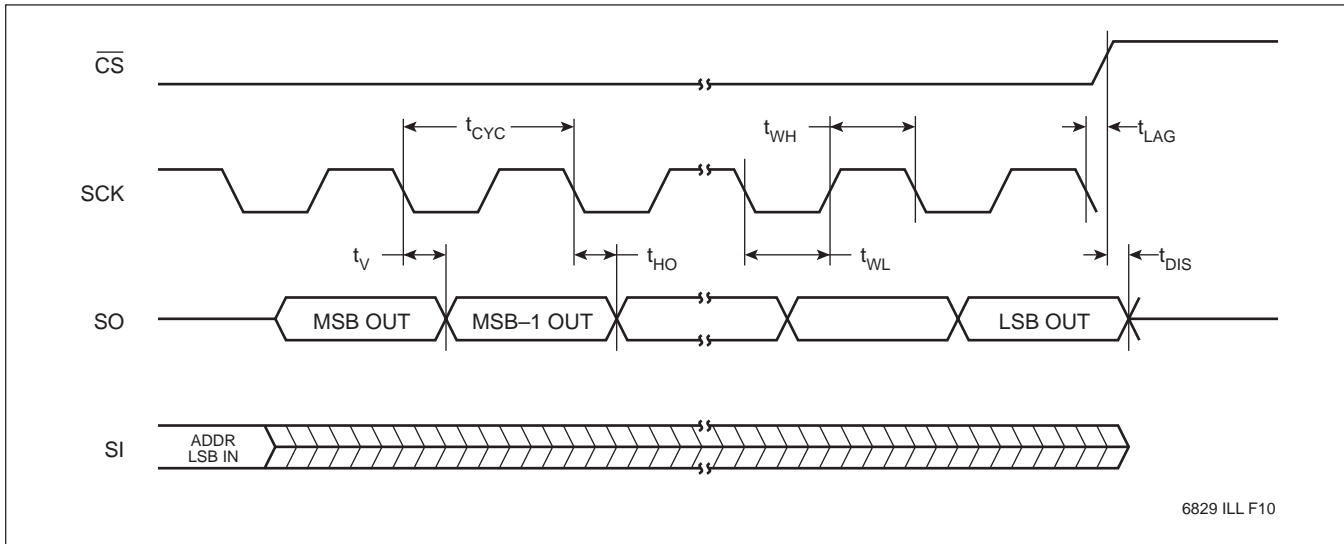 C̅S̅
tCYC
tWH
tLAG
SCK
tV
tHO
tWL
tDIS
SO
MSB OUT
MSB–1 OUT
LSB OUT
SI
ADDR
LSB IN
6829 ILL F10